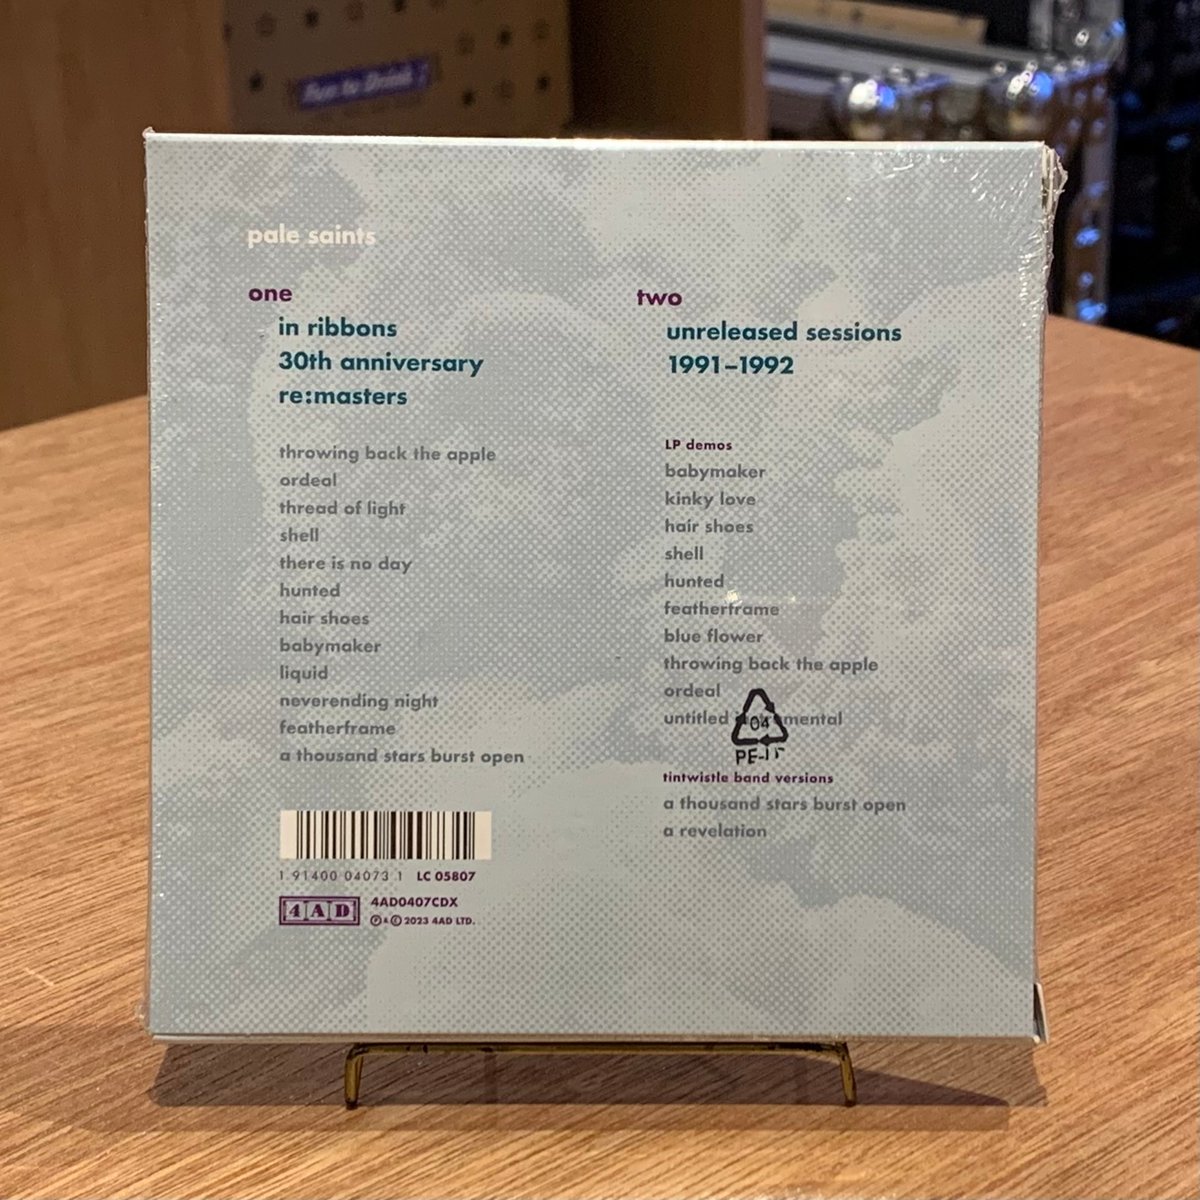 Fun to Drink!
pale saints
one
in ribbons
30th anniversary
re:masters
throwing back the apple
ordeal
thread of light
shell
there is no day
hunted
hair shoes
babymaker
liquid
neverending night
featherframe
a thousand stars burst open
1 91400 04073 1 LC 05807
4AD
4AD0407CDX
℗&© 2023 4AD LTD.
two
unreleased sessions
1991–1992
LP demos
babymaker
kinky love
hair shoes
shell
hunted
featherframe
blue flower
throwing back the apple
ordeal
untitled instrumental
04
tintwistle band versions
a thousand stars burst open
a revelation